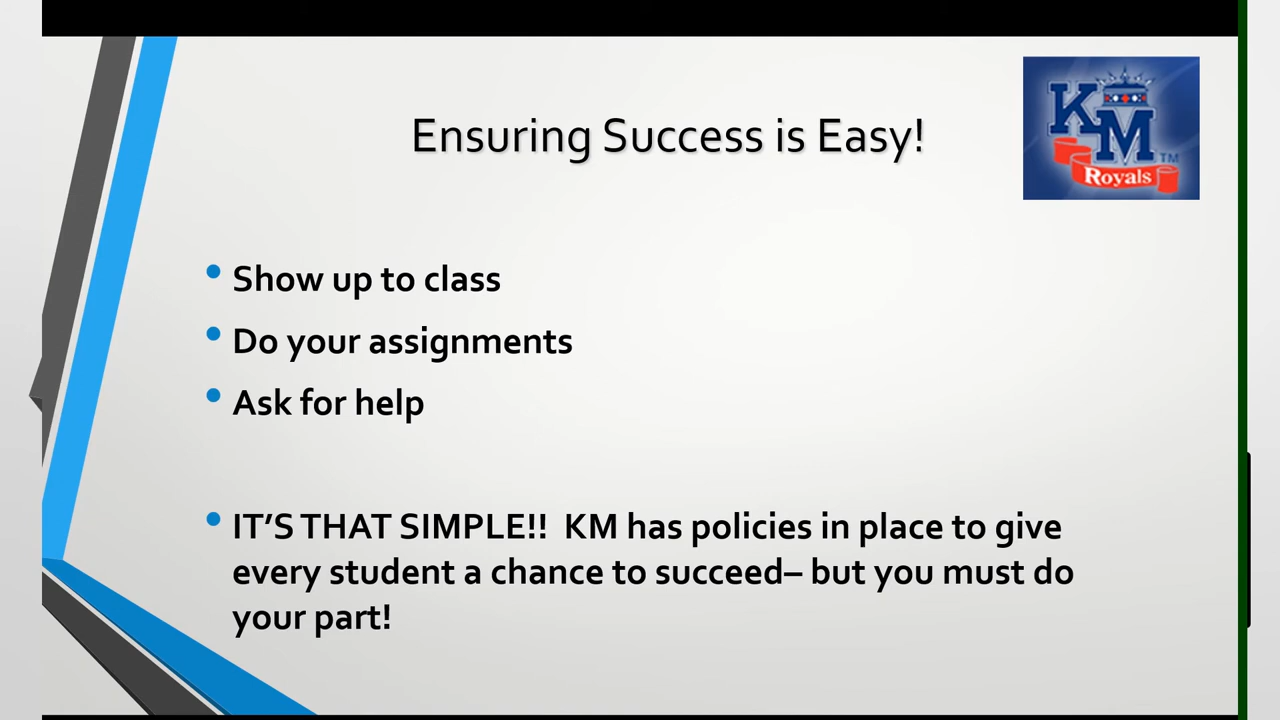 Ensuring Success is Easy!
KM
TM
Royals
• Show up to class
• Do your assignments
• Ask for help
• IT’S THAT SIMPLE!!  KM has policies in place to give
every student a chance to succeed– but you must do
your part!